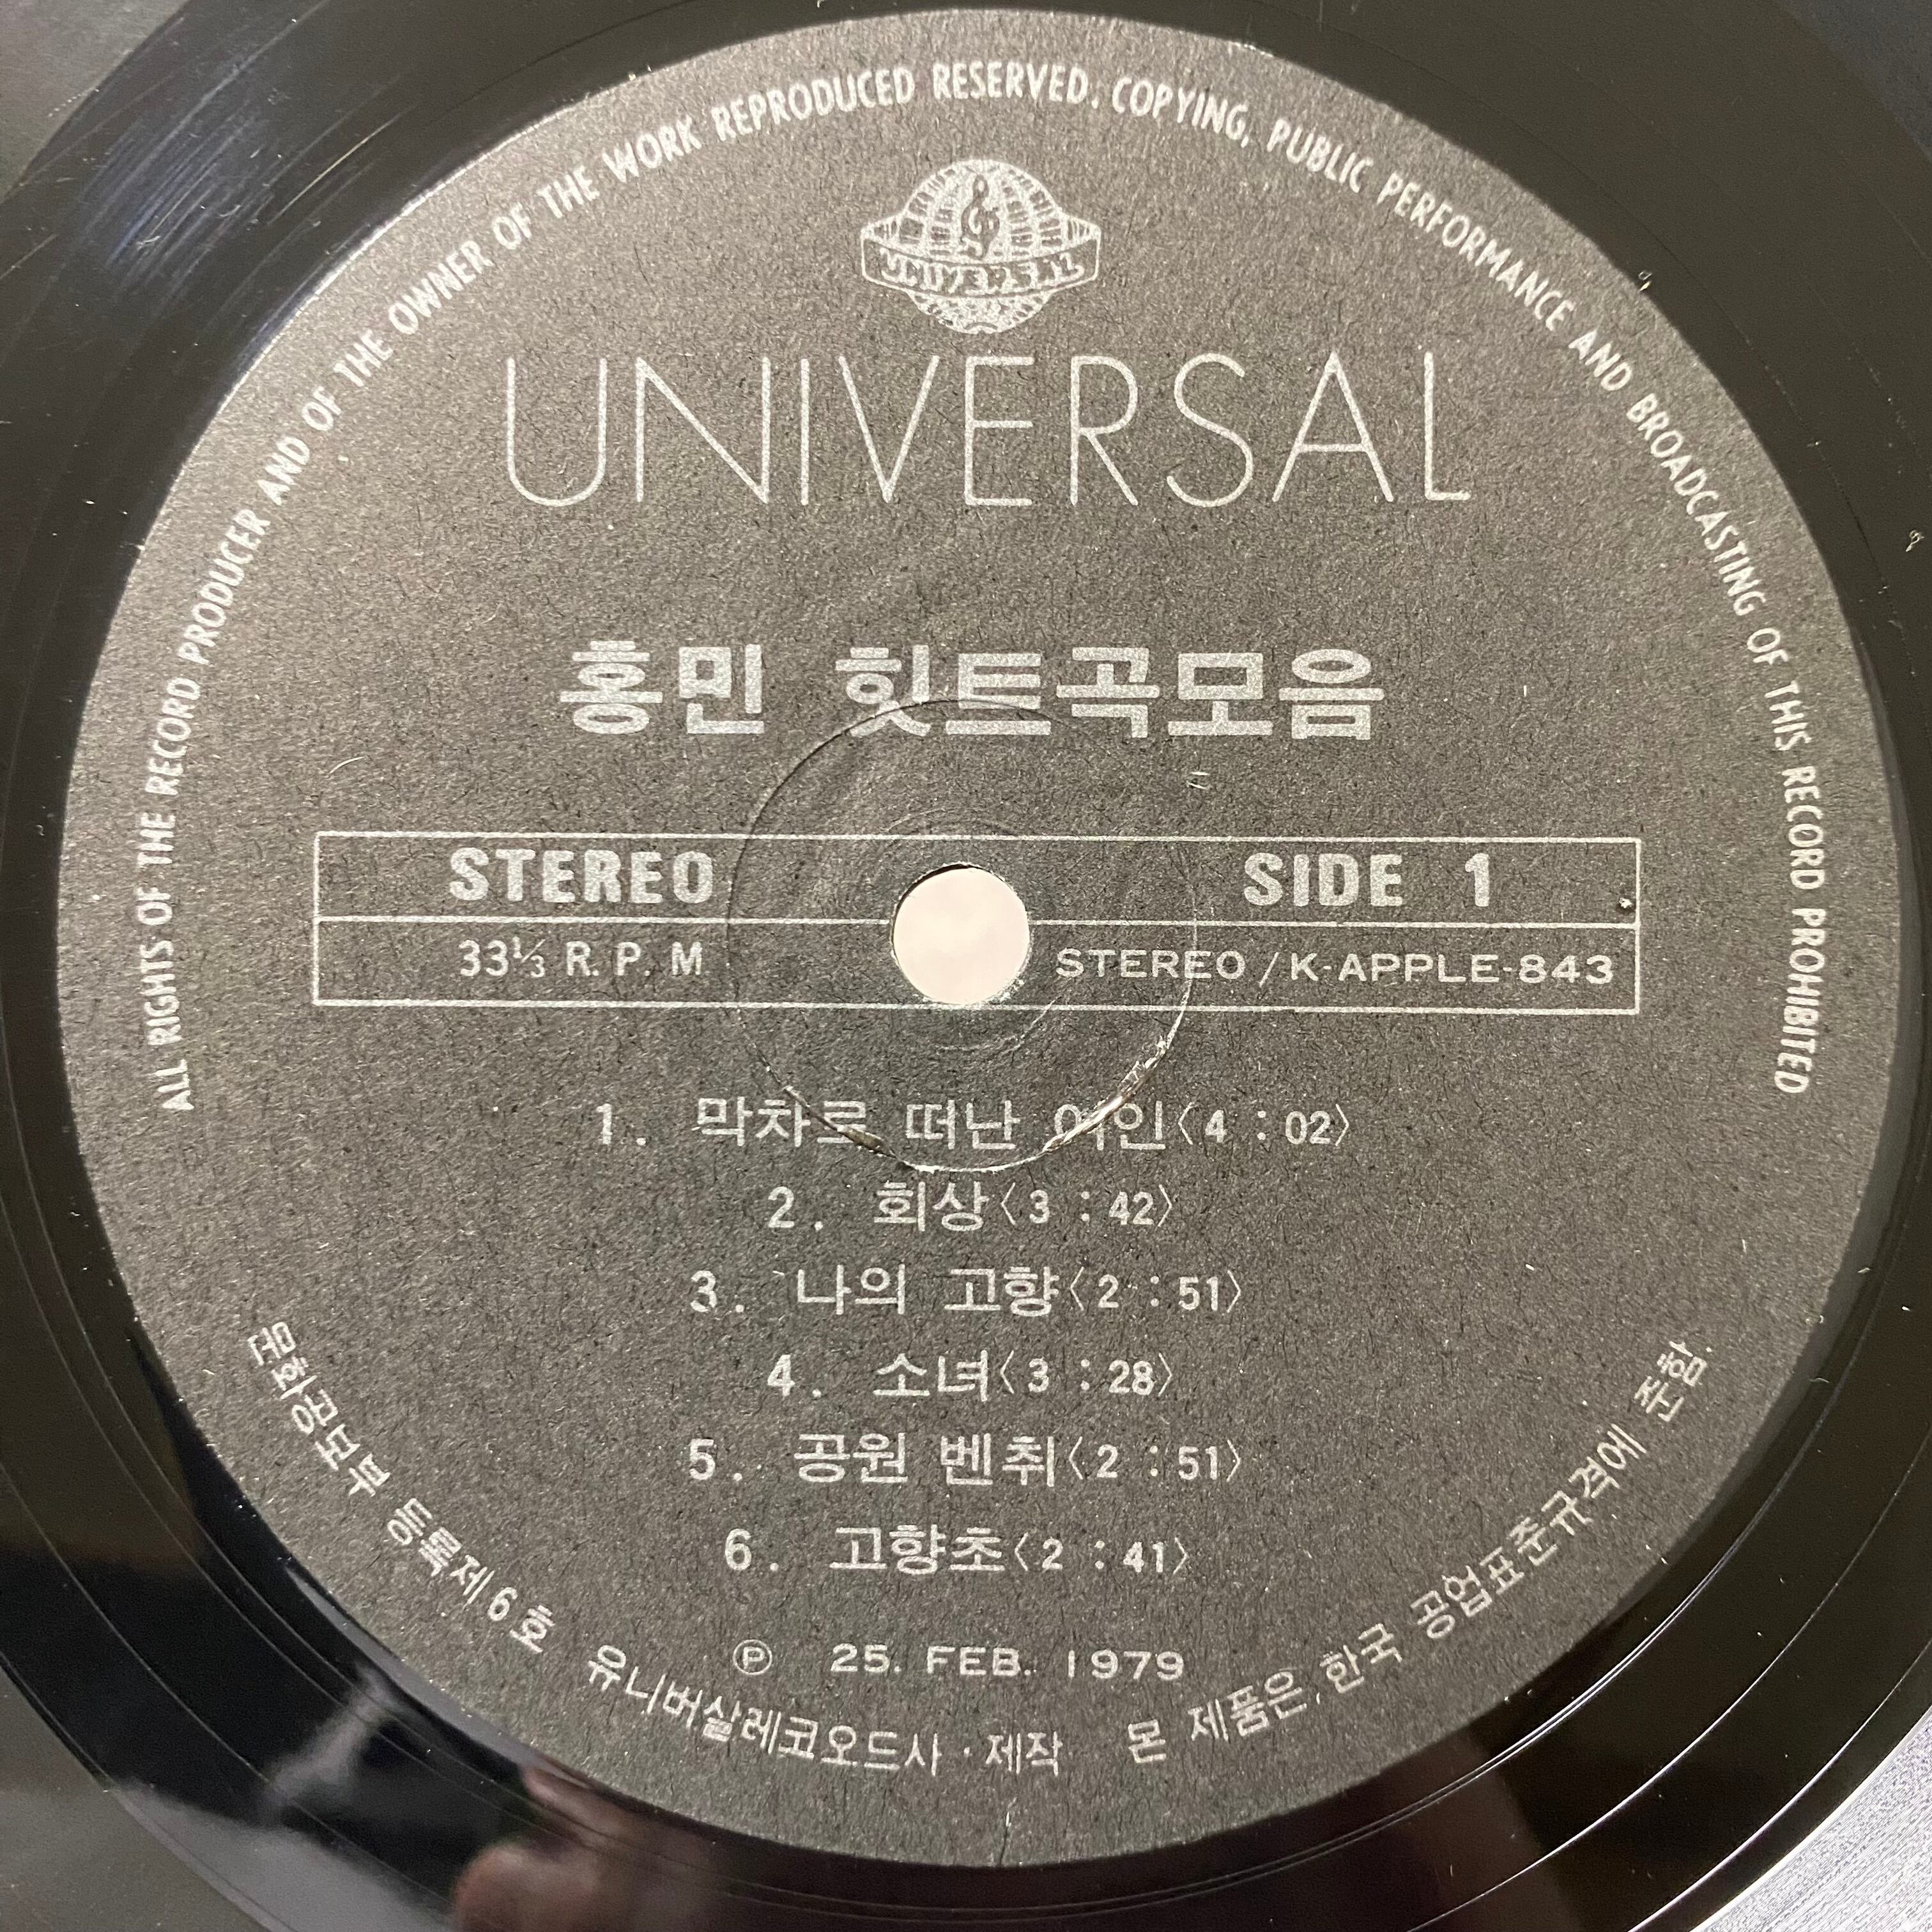 ALL RIGHTS OF THE RECORD PRODUCER AND OF THE OWNER OF THE WORK REPRODUCED RESERVED. COPYING, PUBLIC PERFORMANCE AND BROADCASTING OF THIS RECORD PROHIBITED
UNIVERSAL
UNIVERSAL
홍민 힛트곡모음
STEREO SIDE 1
33⅓ R. P. M STEREO/K-APPLE-843
1. 막차로 떠난 여인〈4:02〉
2. 회상〈3:42〉
3. 나의 고향〈2:51〉
4. 소녀〈3:28〉
5. 공원 벤취〈2:51〉
6. 고향초〈2:41〉
Ⓟ 25. FEB. 1979
문화공보부 등록제6호 유니버살레코오드사·제작 본 제품은, 한국 공업표준규격에 준함.